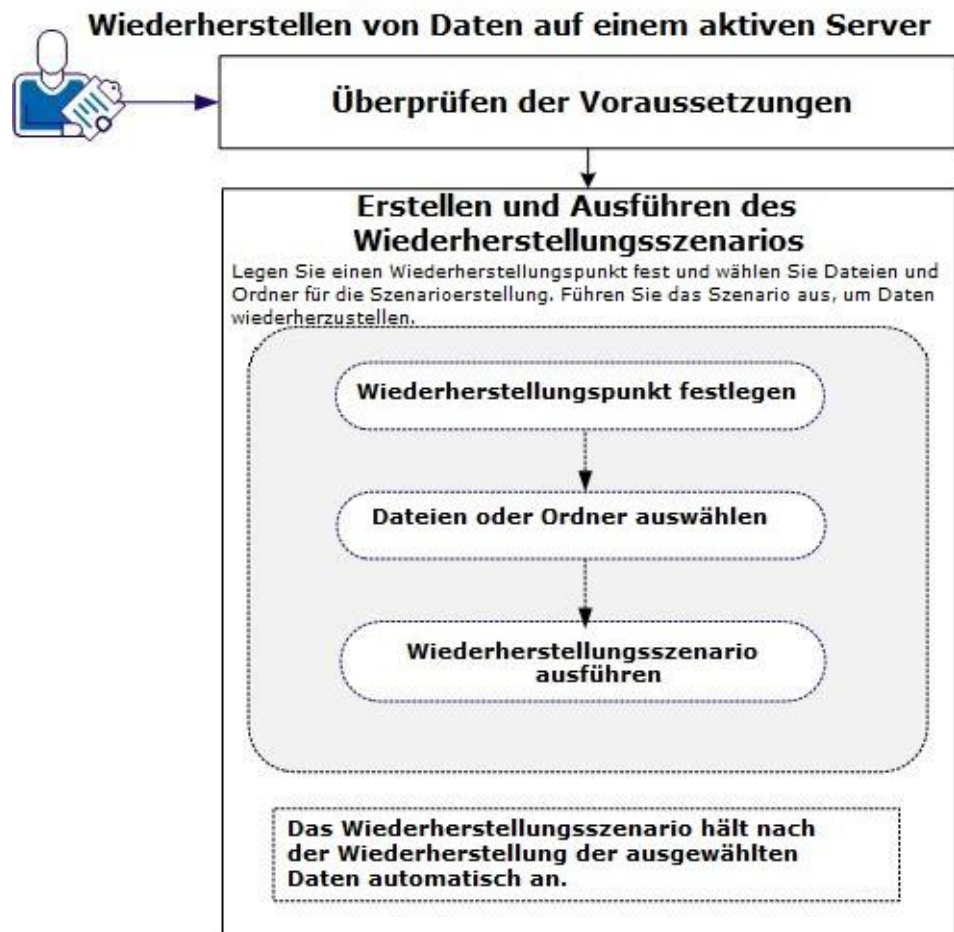 Wiederherstellen von Daten auf einem aktiven Server
Überprüfen der Voraussetzungen
Erstellen und Ausführen des
Wiederherstellungsszenarios
Legen Sie einen Wiederherstellungspunkt fest und wählen Sie Dateien und
Ordner für die Szenarioerstellung. Führen Sie das Szenario aus, um Daten
wiederherzustellen.
Wiederherstellungspunkt festlegen
Dateien oder Ordner auswählen
Wiederherstellungsszenario
ausführen
Das Wiederherstellungsszenario hält nach
der Wiederherstellung der ausgewählten
Daten automatisch an.